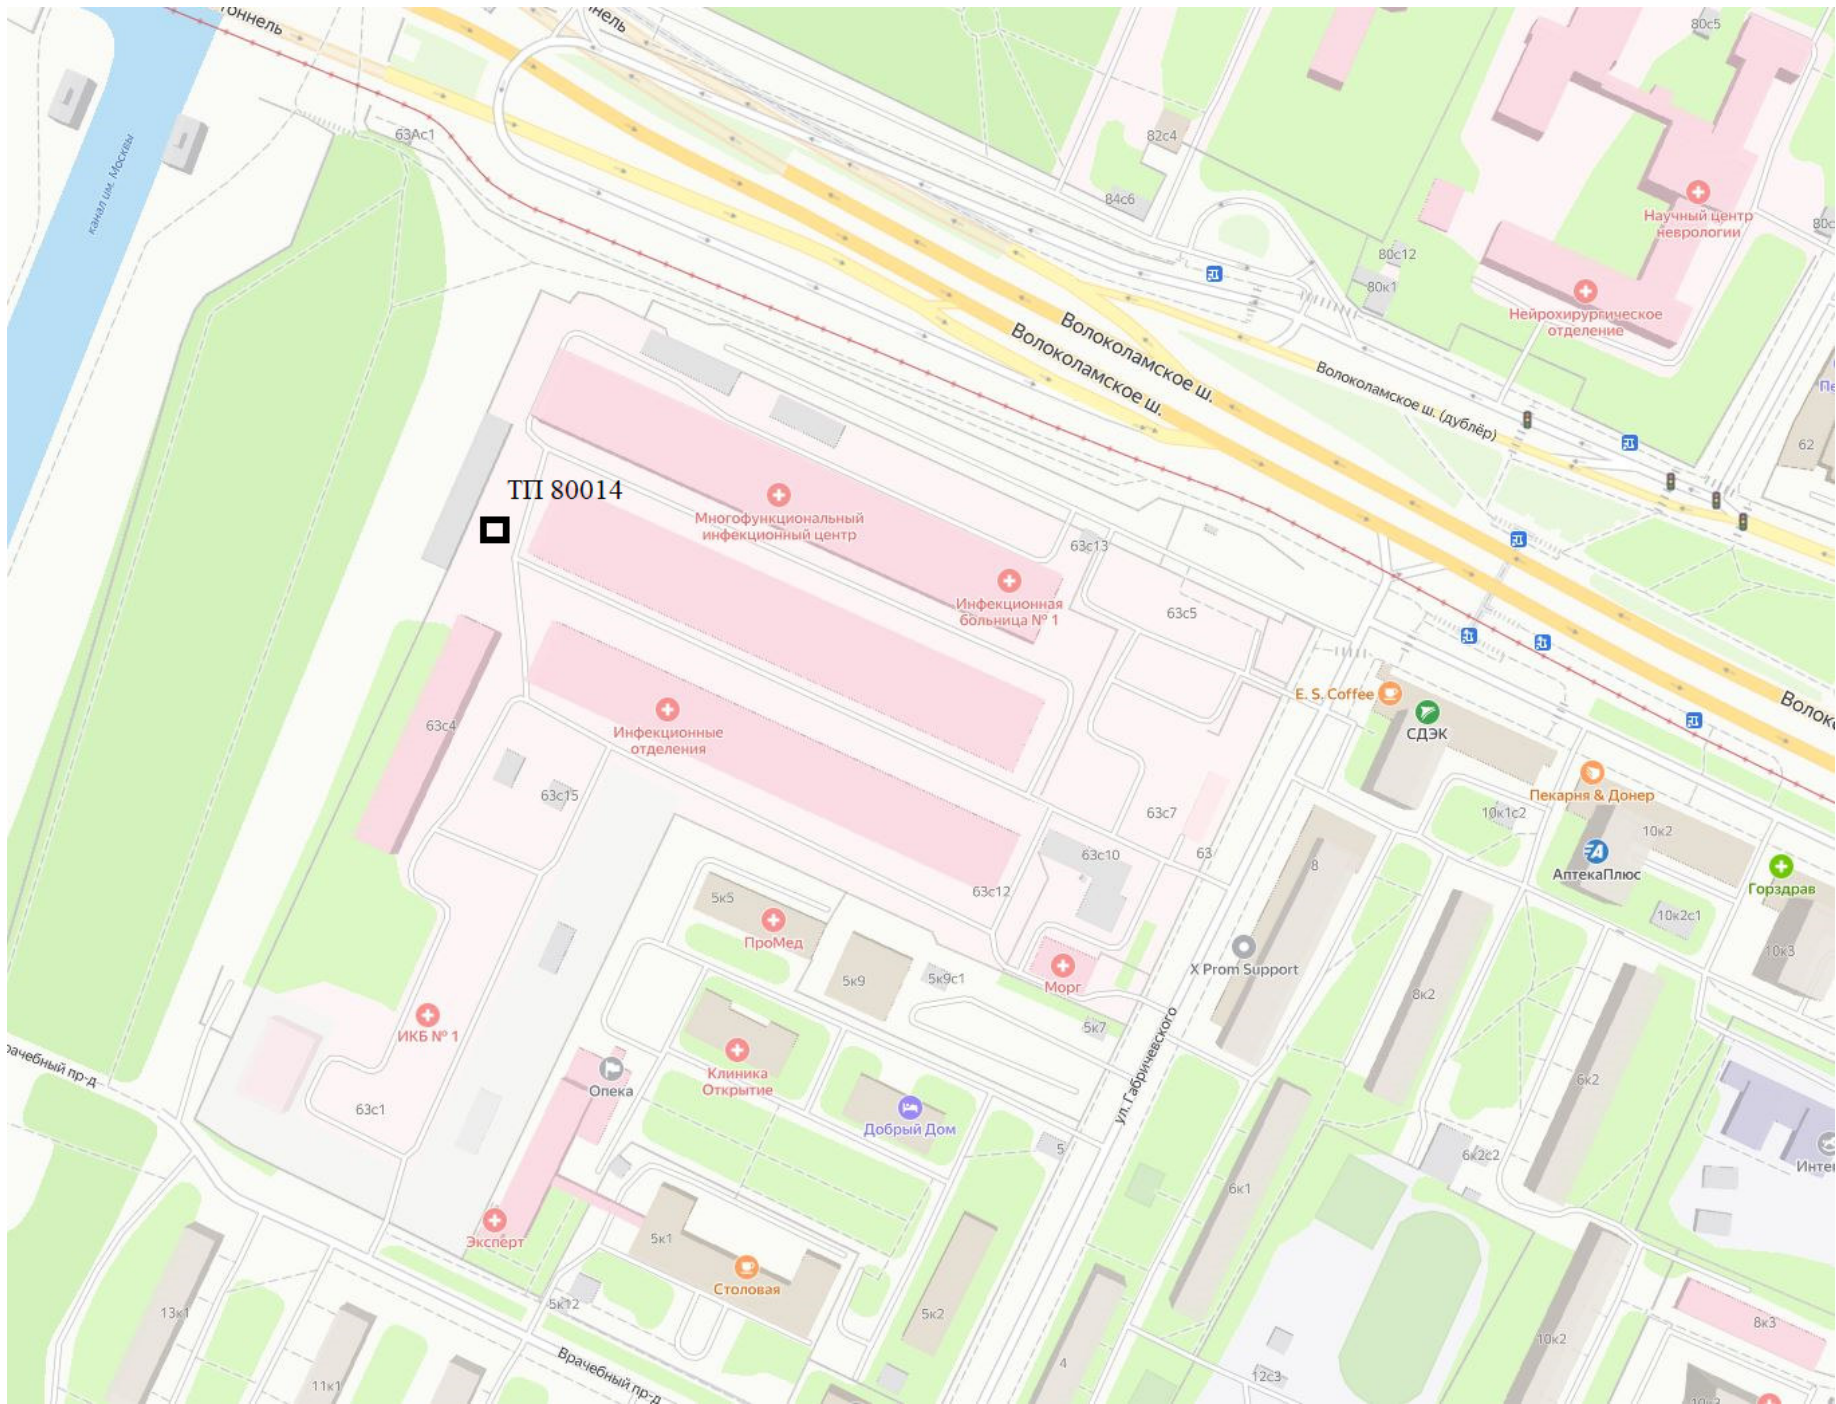 тоннель
80с5
канал им. Москвы
63Ас1
82с4
84с6
Научный центр
неврологии
80с12
80к1
Нейрохирургическое
отделение
Волоколамское ш.
Волоколамское ш.
Волоколамское ш. (дублёр)
62
ТП 80014
Многофункциональный
инфекционный центр
63с13
Инфекционная
больница № 1
63с5
E. S. Coffee
СДЭК
63с4
Инфекционные
отделения
Пекарня & Донер
63с15
63с7
10к1с2
10к2
63с10
63
8
АптекаПлюс
Горздрав
63с12
5к5
ПроМед
10к2с1
10к3
X Prom Support
5к9
5к9с1
Морг
8к2
5к7
ИКБ № 1
ул. Габричевского
Опека
Клиника
Открытие
6к2
63с1
Добрый Дом
5
6к2с2
6к1
Эксперт
5к1
Столовая
5к12
5к2
13к1
8к3
10к2
Врачебный пр-д
4
12с3
11к1